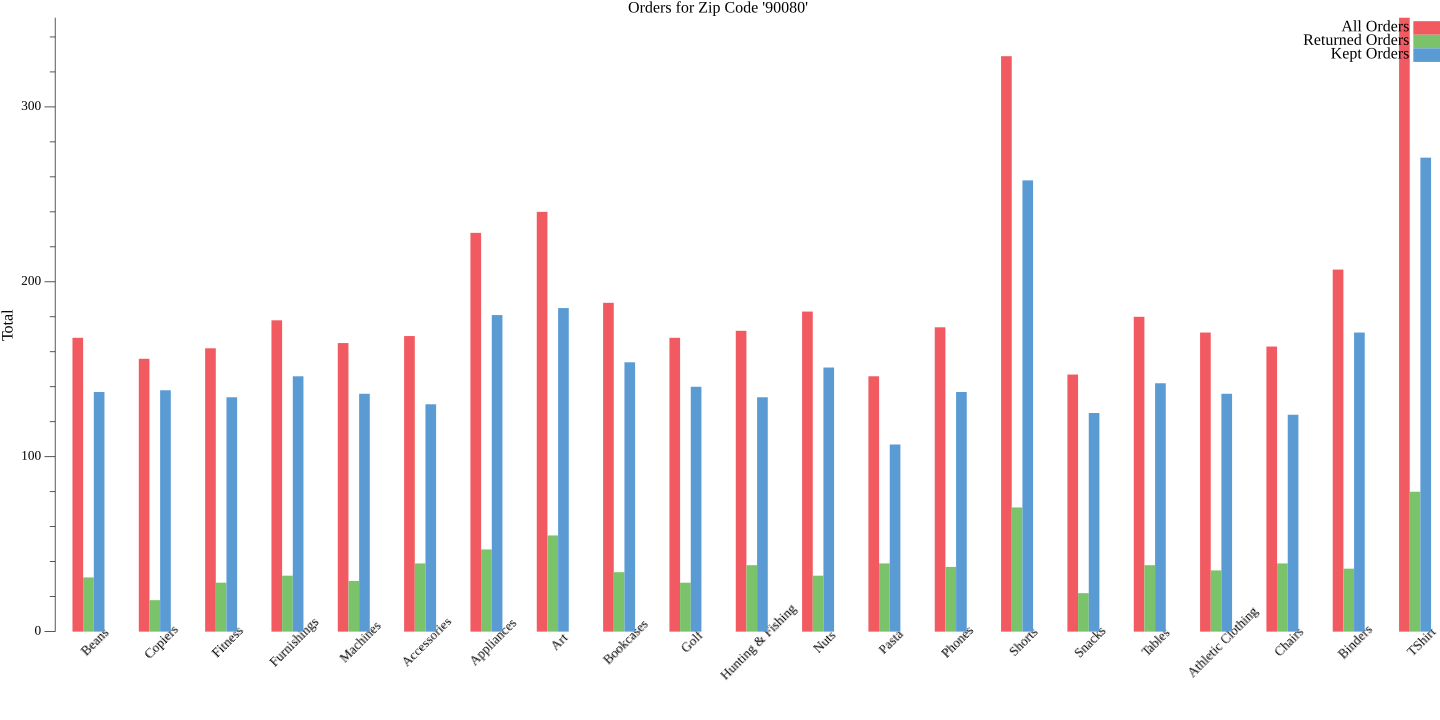 Orders for Zip Code '90080'
All Orders
Returned Orders
Kept Orders
300
200
100
0
Total
Beans
Copiers
Fitness
Furnishings
Machines
Accessories
Appliances
Art
Bookcases
Golf
Hunting & Fishing
Nuts
Pasta
Phones
Shorts
Snacks
Tables
Athletic Clothing
Chairs
Binders
TShirt